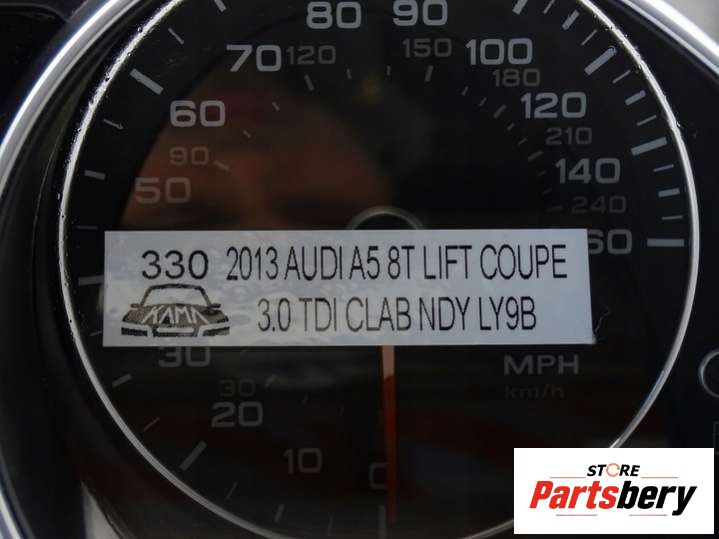 80 90
70 120 150 100
60 180 120
90 210
50 140
240
330 2013 AUDI A5 8T LIFT COUPE 60
KAMA 3.0 TDI CLAB NDY LY9B
30 MPH
30 km/h
20
10 0
STORE
Partsbery